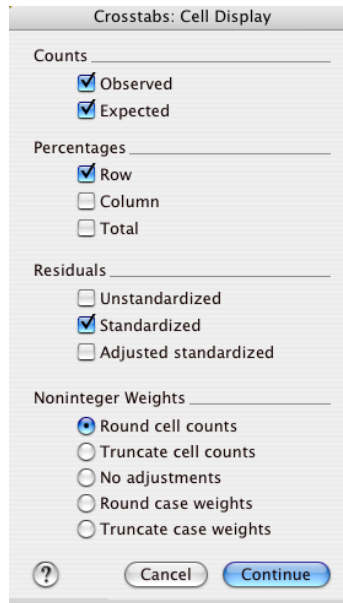 Crosstabs: Cell Display
Counts
Observed
Expected
Percentages
Row
Column
Total
Residuals
Unstandardized
Standardized
Adjusted standardized
Noninteger Weights
Round cell counts
Truncate cell counts
No adjustments
Round case weights
Truncate case weights
? Cancel Continue